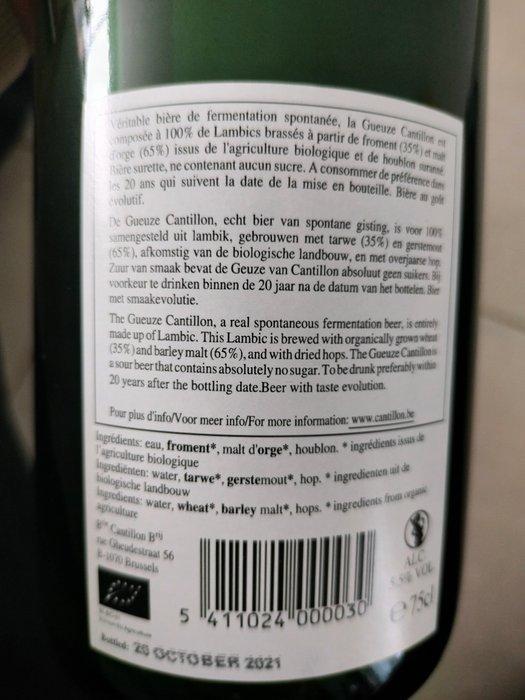 Véritable bière de fermentation spontanée, la Gueuze Cantillon est
composée à 100% de Lambics brassés à partir de froment (35%) et malt
d'orge (65%) issus de l'agriculture biologique et de houblon suranné.
Bière surette, ne contenant aucun sucre. A consommer de préférence dans
les 20 ans qui suivent la date de la mise en bouteille. Bière au goût
évolutif.
De Gueuze Cantillon, echt bier van spontane gisting, is voor 100%
samengesteld uit lambik, gebrouwen met tarwe (35%) en gerstemout
(65%), afkomstig van de biologische landbouw, en met overjaarse hop.
Zuur van smaak bevat de Geuze van Cantillon absoluut geen suikers. Bij
voorkeur te drinken binnen de 20 jaar na de datum van het bottelen. Bier
met smaakevolutie.
The Gueuze Cantillon, a real spontaneous fermentation beer, is entirely
made up of Lambic. This Lambic is brewed with organically grown wheat
(35%) and barley malt (65%), and with dried hops. The Gueuze Cantillon is
a sour beer that contains absolutely no sugar. To be drunk preferably within
20 years after the bottling date.Beer with taste evolution.
Pour plus d'info/Voor meer info/For more information: www.cantillon.be
Ingrédients: eau, froment*, malt d'orge*, houblon. * ingrédients issus de
l'agriculture biologique
Ingrediënten: water, tarwe*, gerstemout*, hop. * ingredienten uit de
biologische landbouw
Ingredients: water, wheat*, barley malt*, hops. * ingredients from organic
agriculture
Brie Cantillon Brij
rue Gheudestraat 56
B-1070 Brussels
ALC.
5.5% VOL
e 75cl
5 411024 000030
Bottled: 26 OCTOBER 2021